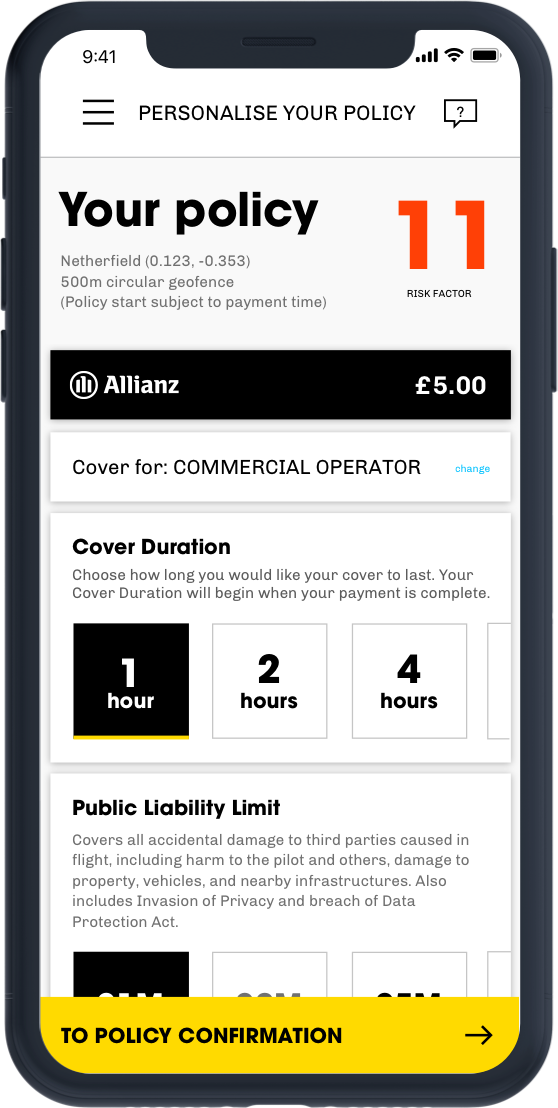 9:41
PERSONALISE YOUR POLICY
?
Your policy
11
Netherfield (0.123, -0.353)
500m circular geofence
(Policy start subject to payment time)
RISK FACTOR
Allianz
£5.00
Cover for: COMMERCIAL OPERATOR
change
Cover Duration
Choose how long you would like your cover to last. Your
Cover Duration will begin when your payment is complete.
1
hour
2
hours
4
hours
Public Liability Limit
Covers all accidental damage to third parties caused in
flight, including harm to the pilot and others, damage to
property, vehicles, and nearby infrastructures. Also
includes Invasion of Privacy and breach of Data
Protection Act.
TO POLICY CONFIRMATION